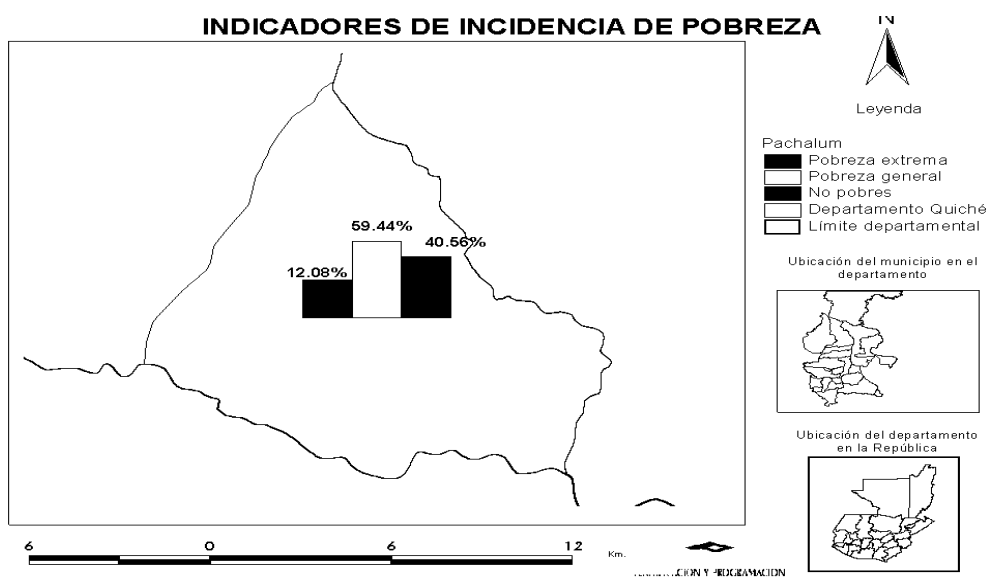 INDICADORES DE INCIDENCIA DE POBREZA
N
Leyenda
Pachalum
Pobreza extrema
Pobreza general
No pobres
Departamento Quiché
Límite departamental
59.44%
40.56%
12.08%
Ubicación del municipio en el
departamento
Ubicación del departamento
en la República
6 0 6 12 Km.
Y PROGRAMACION